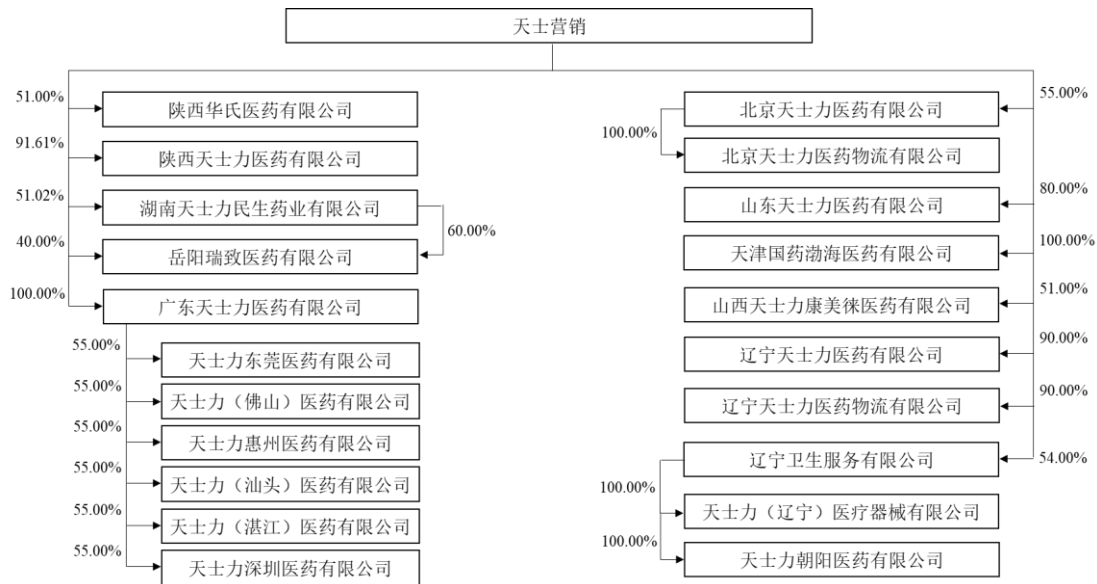 天士营销
51.00%
陕西华氏医药有限公司
91.61%
陕西天士力医药有限公司
51.02%
湖南天士力民生药业有限公司
60.00%
40.00%
岳阳瑞致医药有限公司
100.00%
广东天士力医药有限公司
55.00%
天士力东莞医药有限公司
55.00%
天士力（佛山）医药有限公司
55.00%
天士力惠州医药有限公司
55.00%
天士力（汕头）医药有限公司
55.00%
天士力（湛江）医药有限公司
55.00%
天士力深圳医药有限公司
北京天士力医药有限公司
55.00%
100.00%
北京天士力医药物流有限公司
山东天士力医药有限公司
80.00%
天津国药渤海医药有限公司
100.00%
山西天士力康美徕医药有限公司
51.00%
辽宁天士力医药有限公司
90.00%
辽宁天士力医药物流有限公司
90.00%
辽宁卫生服务有限公司
54.00%
100.00%
天士力（辽宁）医疗器械有限公司
100.00%
天士力朝阳医药有限公司